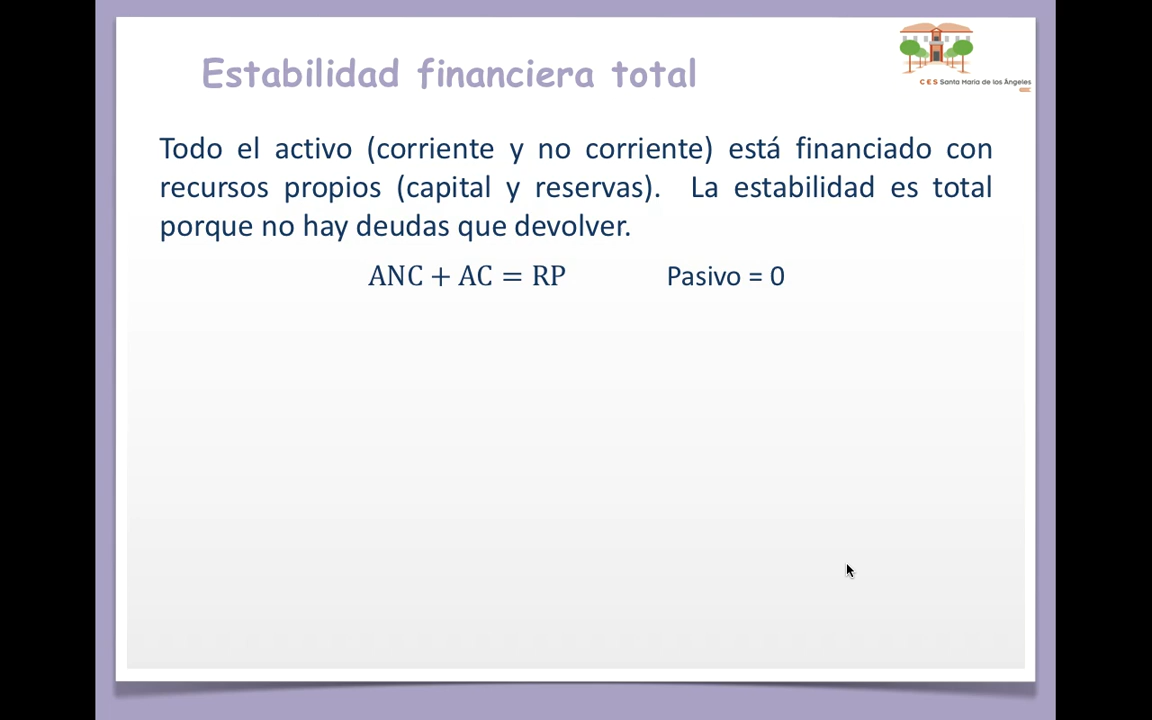 Estabilidad financiera total
C E S Santa María de los Ángeles
Todo el activo (corriente y no corriente) está financiado con
recursos propios (capital y reservas). La estabilidad es total
porque no hay deudas que devolver.
ANC + AC = RP Pasivo = 0